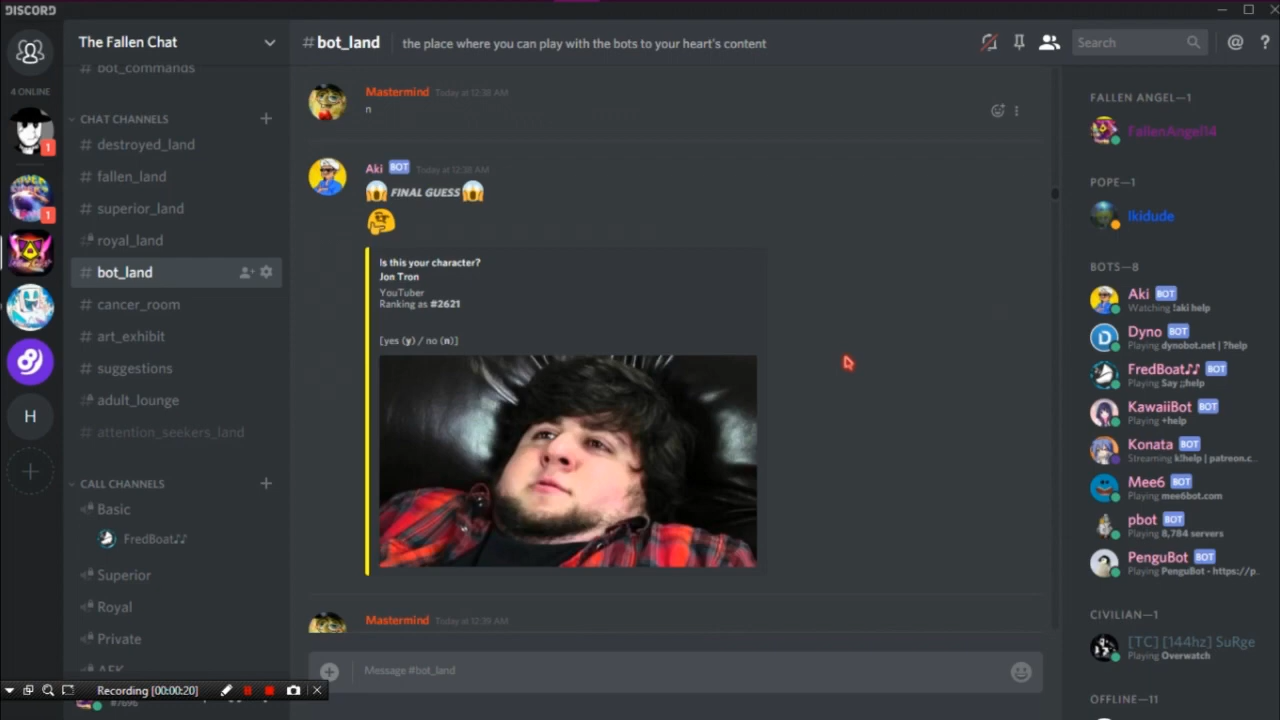 DISCORD
4 ONLINE
1
1
H
The Fallen Chat
# bot_commands
CHAT CHANNELS
# destroyed_land
# fallen_land
# superior_land
# royal_land
# bot_land
# cancer_room
# art_exhibit
# suggestions
# adult_lounge
# attention_seekers_land
CALL CHANNELS
Basic
FredBoat♪♪
Superior
Royal
Private
AFK
Recording [00:00:20]
#7696
# bot_land the place where you can play with the bots to your heart's content
Search
@ ?
Mastermind Today at 12:38 AM
n
Aki BOT Today at 12:38 AM
FINAL GUESS
Is this your character?
Jon Tron
YouTuber
Ranking as #2621
[yes (y) / no (n)]
Mastermind Today at 12:39 AM
Message #bot_land
FALLEN ANGEL—1
FallenAngel14
POPE—1
Ikidude
BOTS—8
Aki BOT
Watching !aki help
Dyno BOT
Playing dynobot.net | ?help
FredBoat♪♪ BOT
Playing Say ;;help
KawaiiBot BOT
Playing +help
Konata BOT
Streaming k!help | patreon.c...
Mee6 BOT
Playing mee6bot.com
pbot BOT
Playing 8,784 servers
PenguBot BOT
Playing PenguBot - https://p...
CIVILIAN—1
[TC] [144hz] SuRge
Playing Overwatch
OFFLINE—11